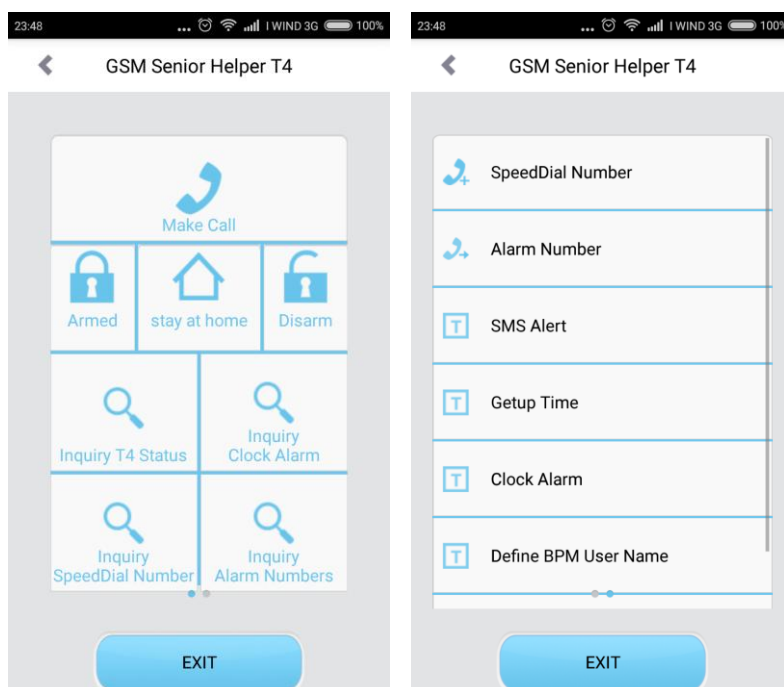 23:48 ... I WIND 3G 100%
GSM Senior Helper T4
Make Call
Armed stay at home Disarm
Inquiry T4 Status
Inquiry
Clock Alarm
Inquiry
SpeedDial Number
Inquiry
Alarm Numbers
EXIT
23:48 ... I WIND 3G 100%
GSM Senior Helper T4
SpeedDial Number
Alarm Number
T SMS Alert
T Getup Time
T Clock Alarm
T Define BPM User Name
EXIT